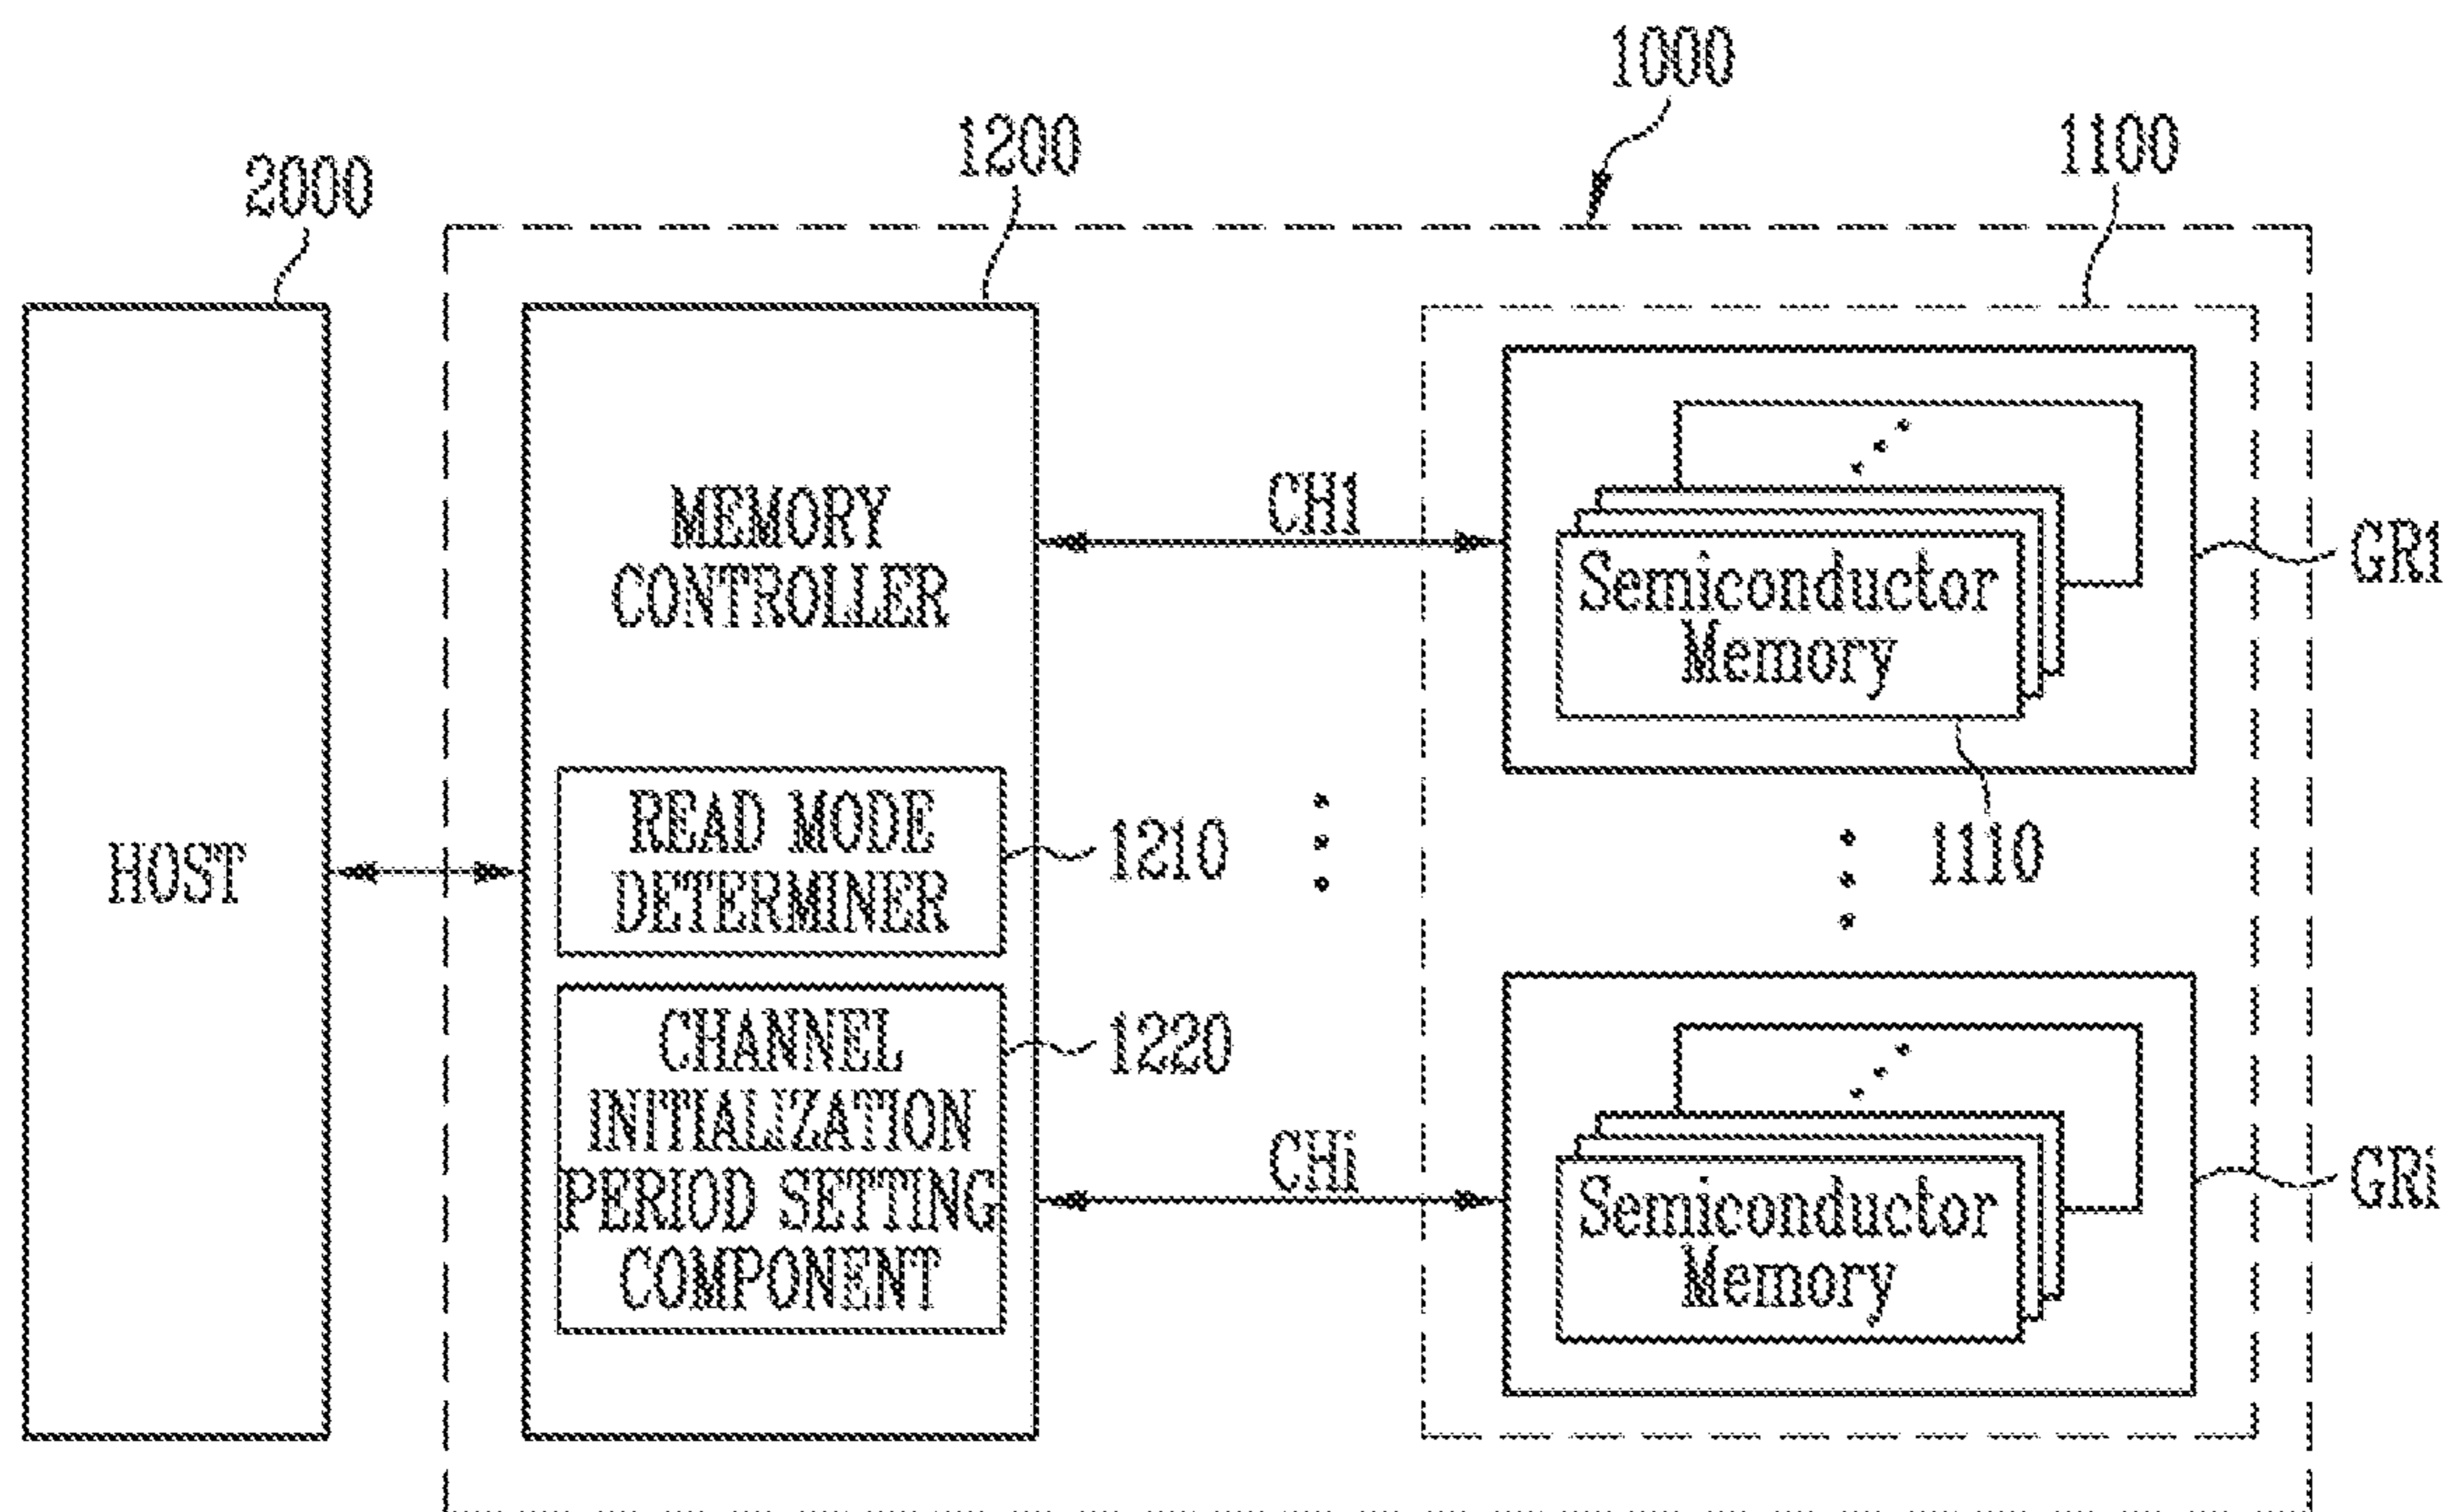 1000
1200
1100
2000
MEMORY
CONTROLLER
CH1
Semiconductor
Memory
GR1
HOST
READ MODE
DETERMINER
1210
1110
CHANNEL
INITIALIZATION
PERIOD SETTING
COMPONENT
1220
CHi
Semiconductor
Memory
GRi